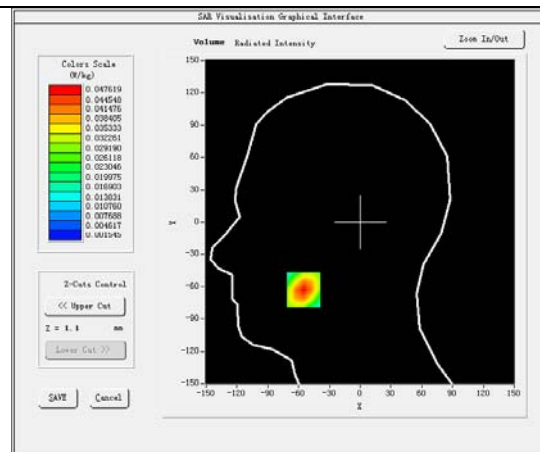 SAR Visualisation Graphical Interface
Volume Radiated Intensity
Zoom In/Out
Colors Scale
(W/kg)
0.047619
0.044548
0.041476
0.038405
0.035333
0.032261
0.029190
0.026118
0.023046
0.019975
0.016903
0.013831
0.010760
0.007688
0.004617
0.001545
Z-Cuts Control
<< Upper Cut
Z = 1.1 mm
Lower Cut >>
SAVE Cancel
150
120
90
60
30
0
-30
-60
-90
-120
-150
Y
-150 -120 -90 -60 -30 0 30 60 90 120 150
X